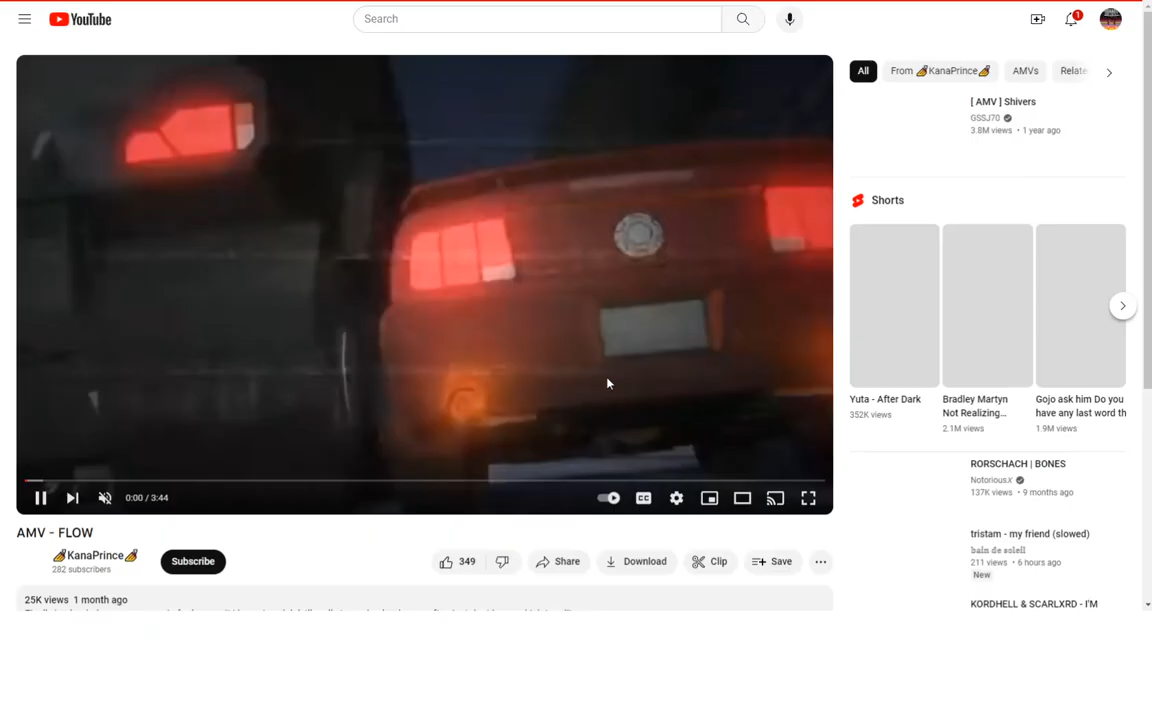 YouTube
Search
1
All
From 💅KanaPrince💅
AMVs
Relate
[ AMV ] Shivers
GSSJ70
3.8M views • 1 year ago
Shorts
Yuta - After Dark
352K views
Bradley Martyn
Not Realizing...
2.1M views
Gojo ask him Do you
have any last word th
1.9M views
RORSCHACH | BONES
NotoriousX
137K views • 9 months ago
tristam - my friend (slowed)
𝖇𝖆𝖎𝖓 𝖉𝖊 𝖘𝖔𝖑𝖊𝖎𝖑
211 views • 6 hours ago
New
KORDHELL & SCARLXRD - I'M
0:00 / 3:44
CC
AMV - FLOW
💅KanaPrince💅
282 subscribers
Subscribe
349
Share
Download
Clip
Save
25K views 1 month ago